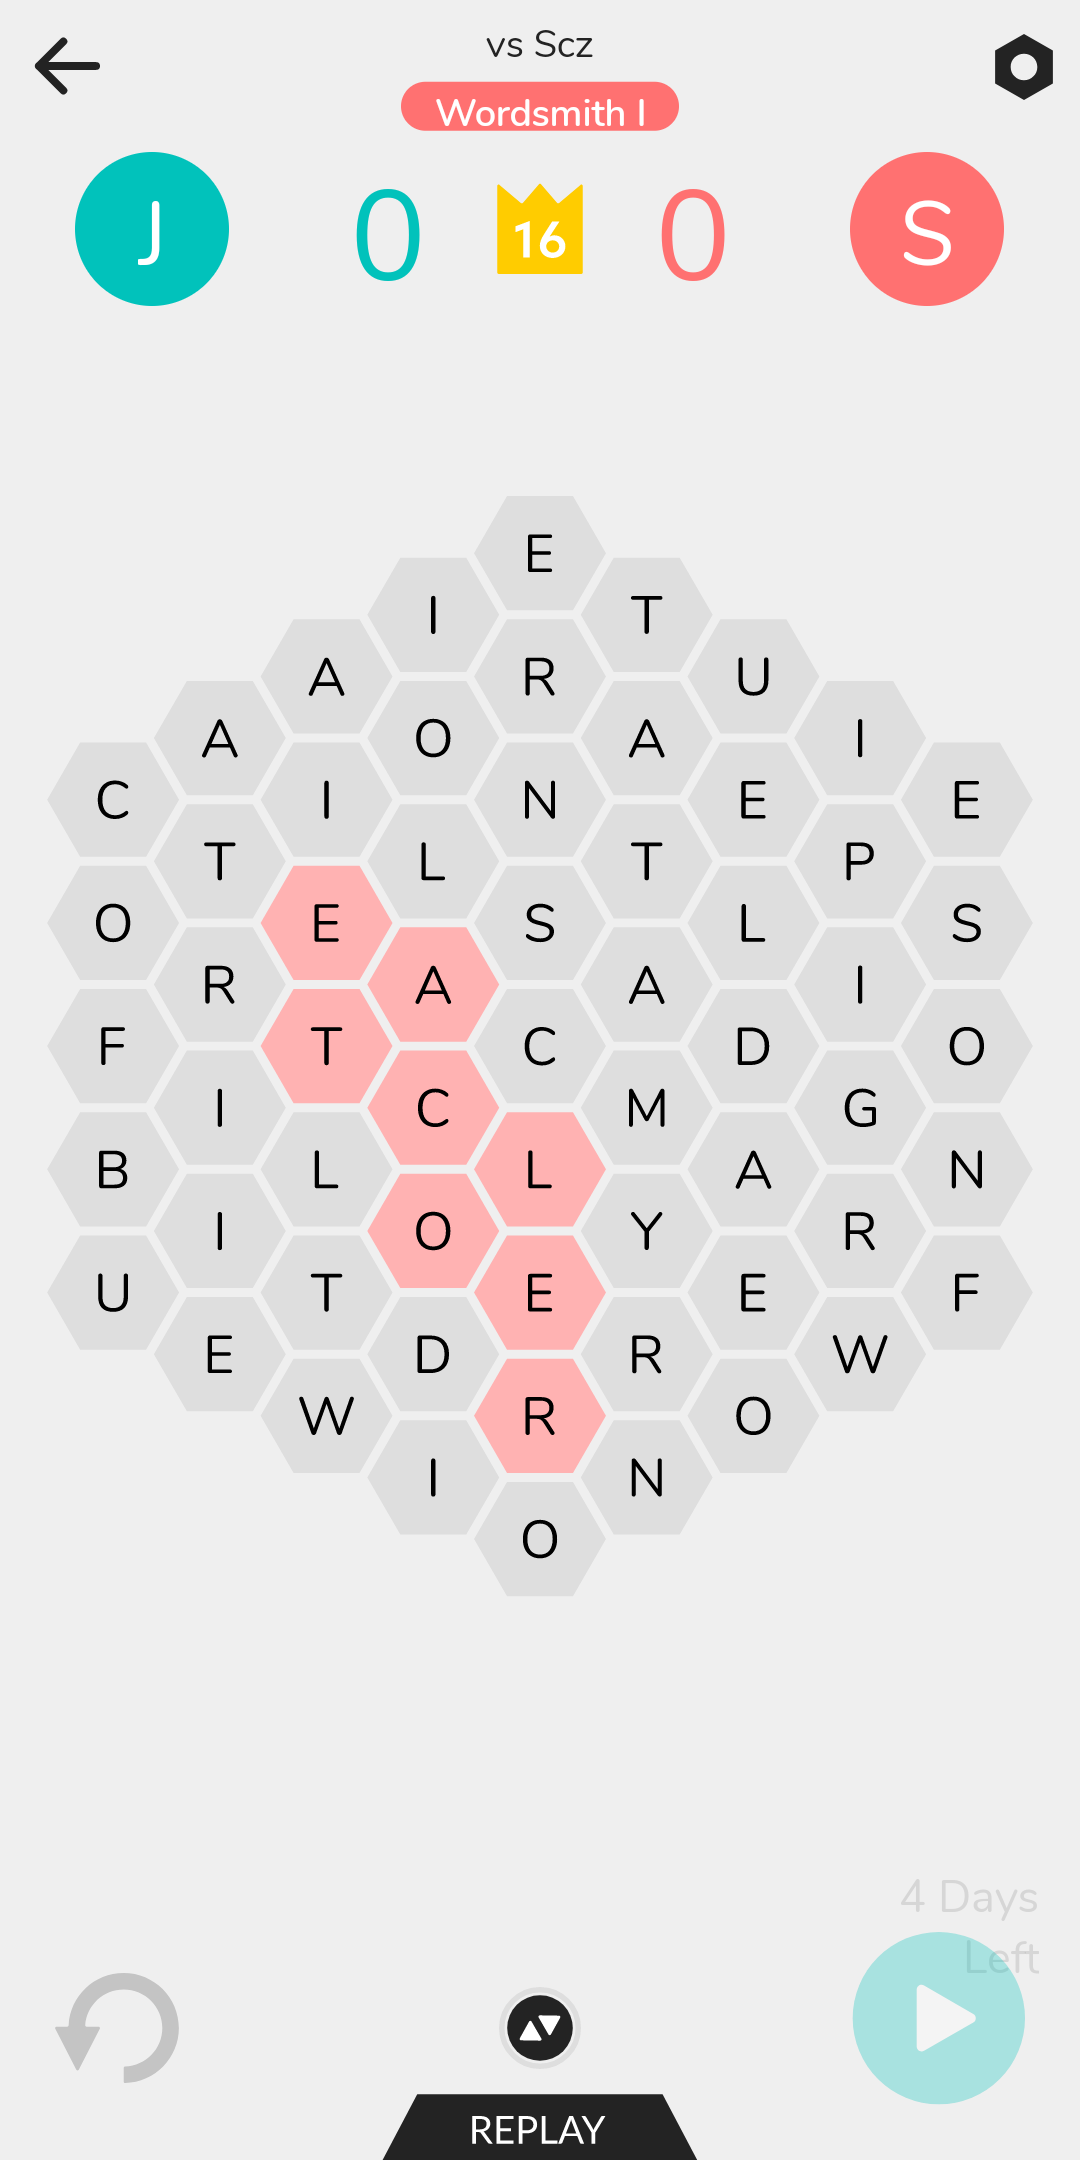 vs Scz
Wordsmith I
J 0 16 0 S
E
I T
A R U
A O A I
C I N E E
T L T P
O E S L S
R A A I
F T C D O
I C M G
B L L A N
I O Y R
U T E E F
E D R W
W R O
I N
O
4 Days
Left
REPLAY